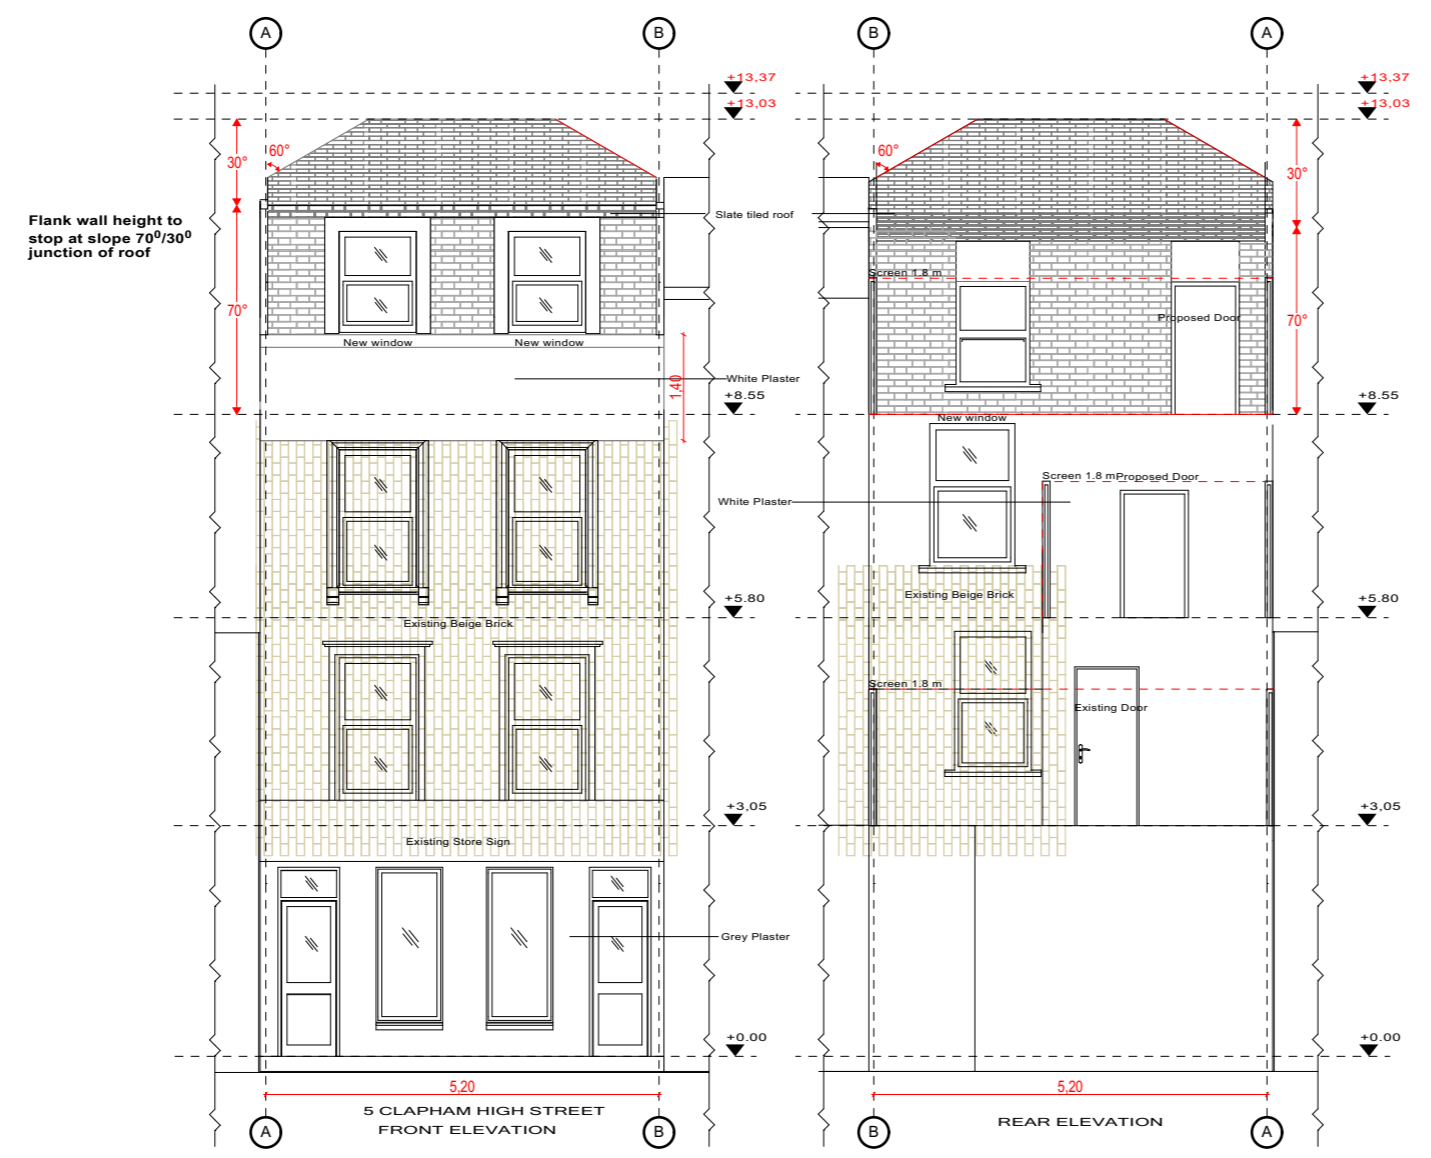 A
B
B
A
+13,37
+13,37
+13,03
+13,03
60°
60°
30°
30°
Flank wall height to
stop at slope 70⁰/30⁰
junction of roof
Slate tiled roof
Screen 1.8 m
70°
Proposed Door
70°
New window
New window
White Plaster
1,40
+8.55
+8.55
New window
Screen 1.8 m
Proposed Door
White Plaster
Existing Beige Brick
+5.80
+5.80
Existing Beige Brick
Screen 1.8 m
Existing Door
+3,05
+3,05
Existing Store Sign
Grey Plaster
+0.00
+0.00
5,20
5,20
5 CLAPHAM HIGH STREET
FRONT ELEVATION
REAR ELEVATION
A
B
B
A